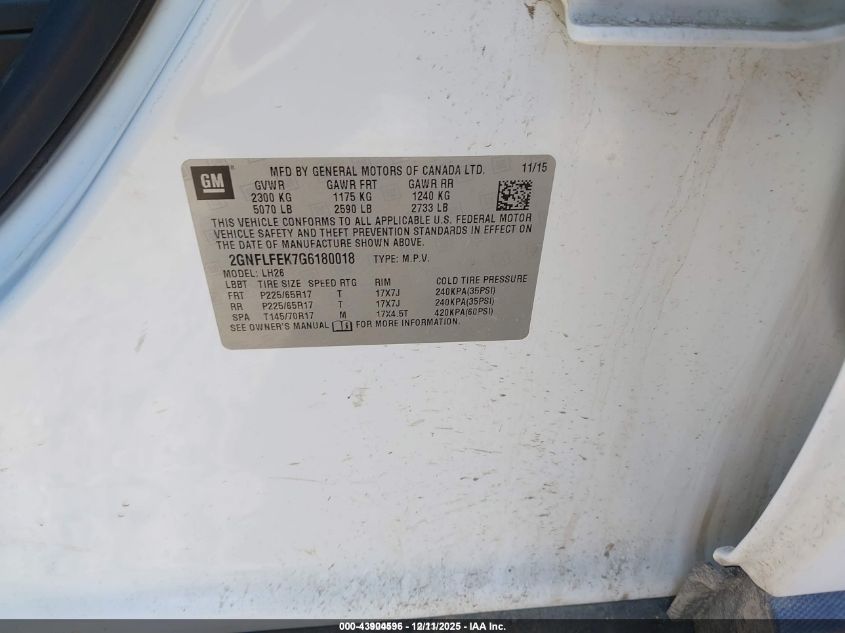 GM
MFD BY GENERAL MOTORS OF CANADA LTD. 11/15
GVWR GAWR FRT GAWR RR
2300 KG 1175 KG 1240 KG
5070 LB 2590 LB 2733 LB
THIS VEHICLE CONFORMS TO ALL APPLICABLE U.S. FEDERAL MOTOR
VEHICLE SAFETY AND THEFT PREVENTION STANDARDS IN EFFECT ON
THE DATE OF MANUFACTURE SHOWN ABOVE.
2GNFLFEK7G6180018 TYPE: M.P.V.
MODEL: LH26
LBBT TIRE SIZE SPEED RTG RIM COLD TIRE PRESSURE
FRT P225/65R17 T 17X7J 240KPA(35PSI)
RR P225/65R17 T 17X7J 240KPA(35PSI)
SPA T145/70R17 M 17X4.5T 420KPA(60PSI)
SEE OWNER'S MANUAL FOR MORE INFORMATION.
12/11/2025 - IAA Inc.